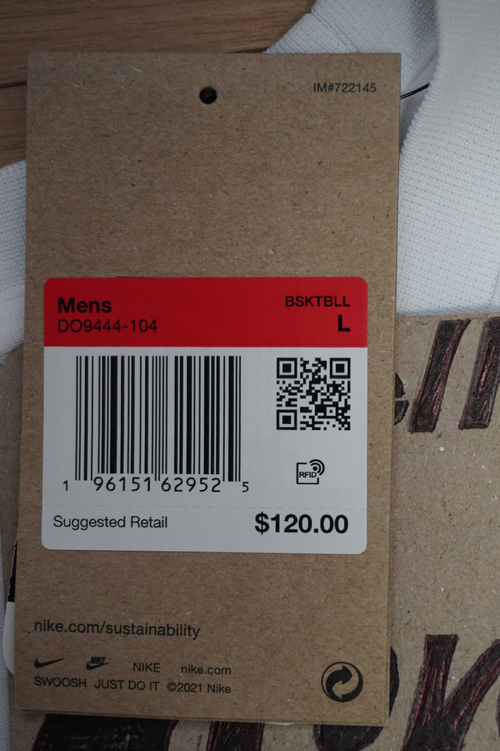 IM#722145
Mens BSKTBLL
DO9444-104 L
1 96151 62952 5
RFID
Suggested Retail $120.00
nike.com/sustainability
NIKE nike.com
SWOOSH JUST DO IT ©2021 Nike